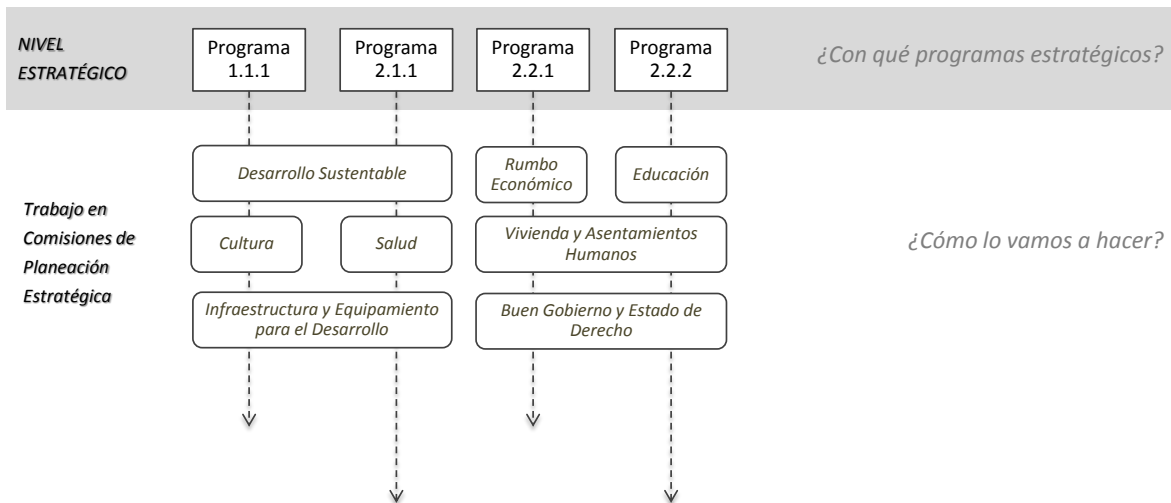 NIVEL
ESTRATÉGICO
Programa
1.1.1
Programa
2.1.1
Programa
2.2.1
Programa
2.2.2
¿Con qué programas estratégicos?
Trabajo en
Comisiones de
Planeación
Estratégica
Desarrollo Sustentable
Rumbo
Económico
Educación
Cultura
Salud
Vivienda y Asentamientos
Humanos
Infraestructura y Equipamiento
para el Desarrollo
Buen Gobierno y Estado de
Derecho
¿Cómo lo vamos a hacer?